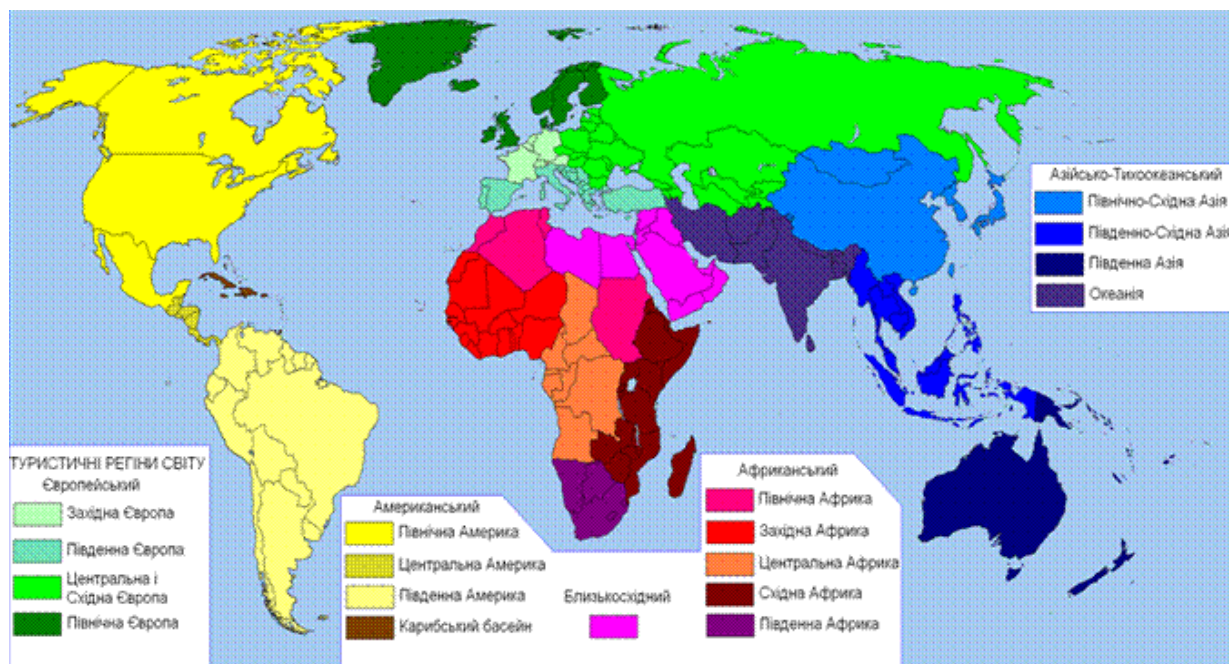 Азійсько-Тихоокеанський
Північно-Східна Азія
Південно-Східна Азія
Південна Азія
Океанія
ТУРИСТИЧНІ РЕГІНИ СВІТУ
Європейський
Західна Європа
Південна Європа
Центральна і
Східна Європа
Північна Європа
Американський
Північна Америка
Центральна Америка
Південна Америка
Карибський басейн
Близькосхідний
Африканський
Північна Африка
Західна Африка
Центральна Африка
Східна Африка
Південна Африка